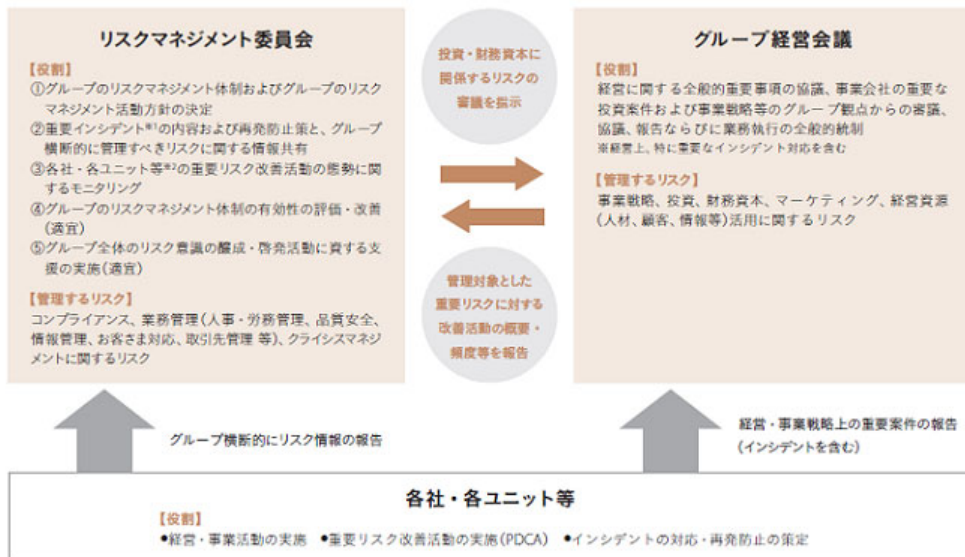 リスクマネジメント委員会
【役割】
①グループのリスクマネジメント体制およびグループのリスク
マネジメント活動方針の決定
②重要インシデント※1の内容および再発防止策と、グループ
横断的に管理すべきリスクに関する情報共有
③各社・各ユニット等※2の重要リスク改善活動の態勢に関
するモニタリング
④グループのリスクマネジメント体制の有効性の評価・改善
(適宜)
⑤グループ全体のリスク意識の醸成・啓発活動に資する支
援の実施(適宜)
【管理するリスク】
コンプライアンス、業務管理(人事・労務管理、品質安全、
情報管理、お客さま対応、取引先管理 等)、クライシスマネジ
メントに関するリスク
投資・財務資本に
関係するリスクの
審議を指示
管理対象とした
重要リスクに対する
改善活動の概要・
頻度等を報告
グループ経営会議
【役割】
経営に関する全般的重要事項の協議、事業会社の重要な
投資案件および事業戦略等のグループ観点からの審議、
協議、報告ならびに業務執行の全般的統制
※経営上、特に重要なインシデント対応を含む
【管理するリスク】
事業戦略、投資、財務資本、マーケティング、経営資源
(人材、顧客、情報等)活用に関するリスク
グループ横断的にリスク情報の報告
経営・事業戦略上の重要案件の報告
(インシデントを含む)
各社・各ユニット等
【役割】
●経営・事業活動の実施 ●重要リスク改善活動の実施(PDCA) ●インシデントの対応・再発防止の策定